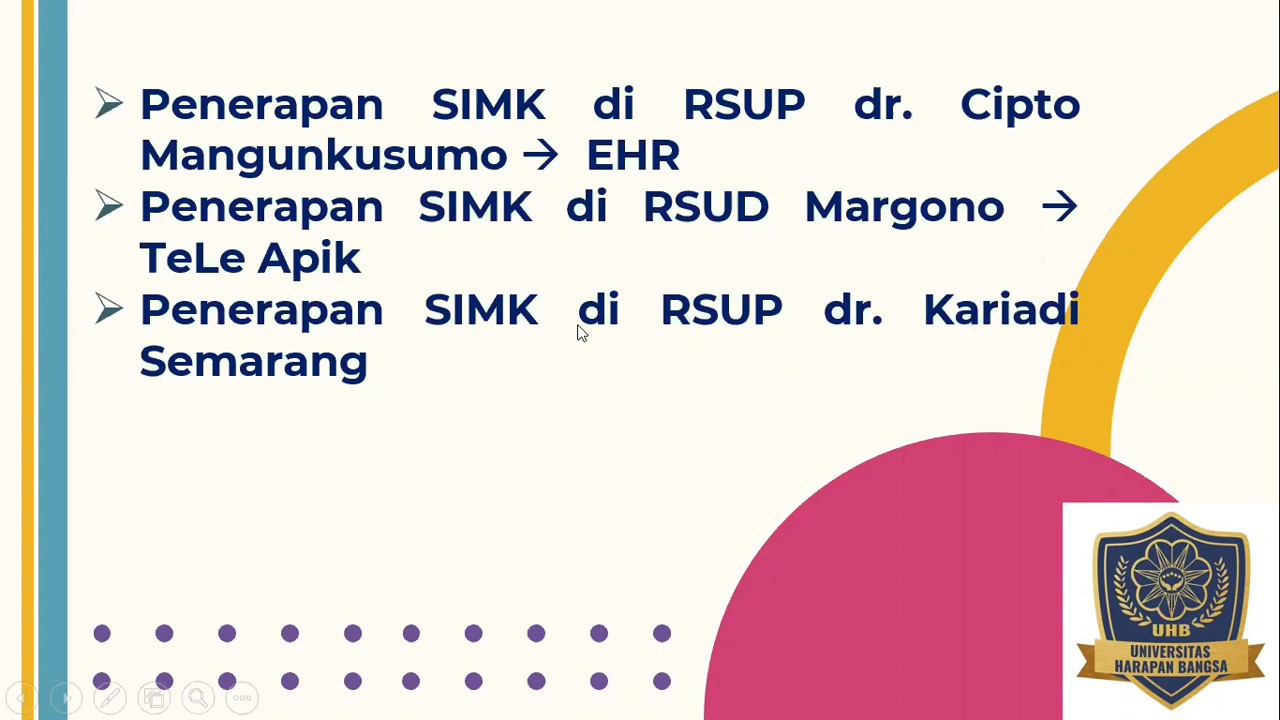 Penerapan SIMK di RSUP dr. Cipto
Mangunkusumo → EHR
Penerapan SIMK di RSUD Margono →
TeLe Apik
Penerapan SIMK di RSUP dr. Kariadi
Semarang
UHB
UNIVERSITAS
HARAPAN BANGSA